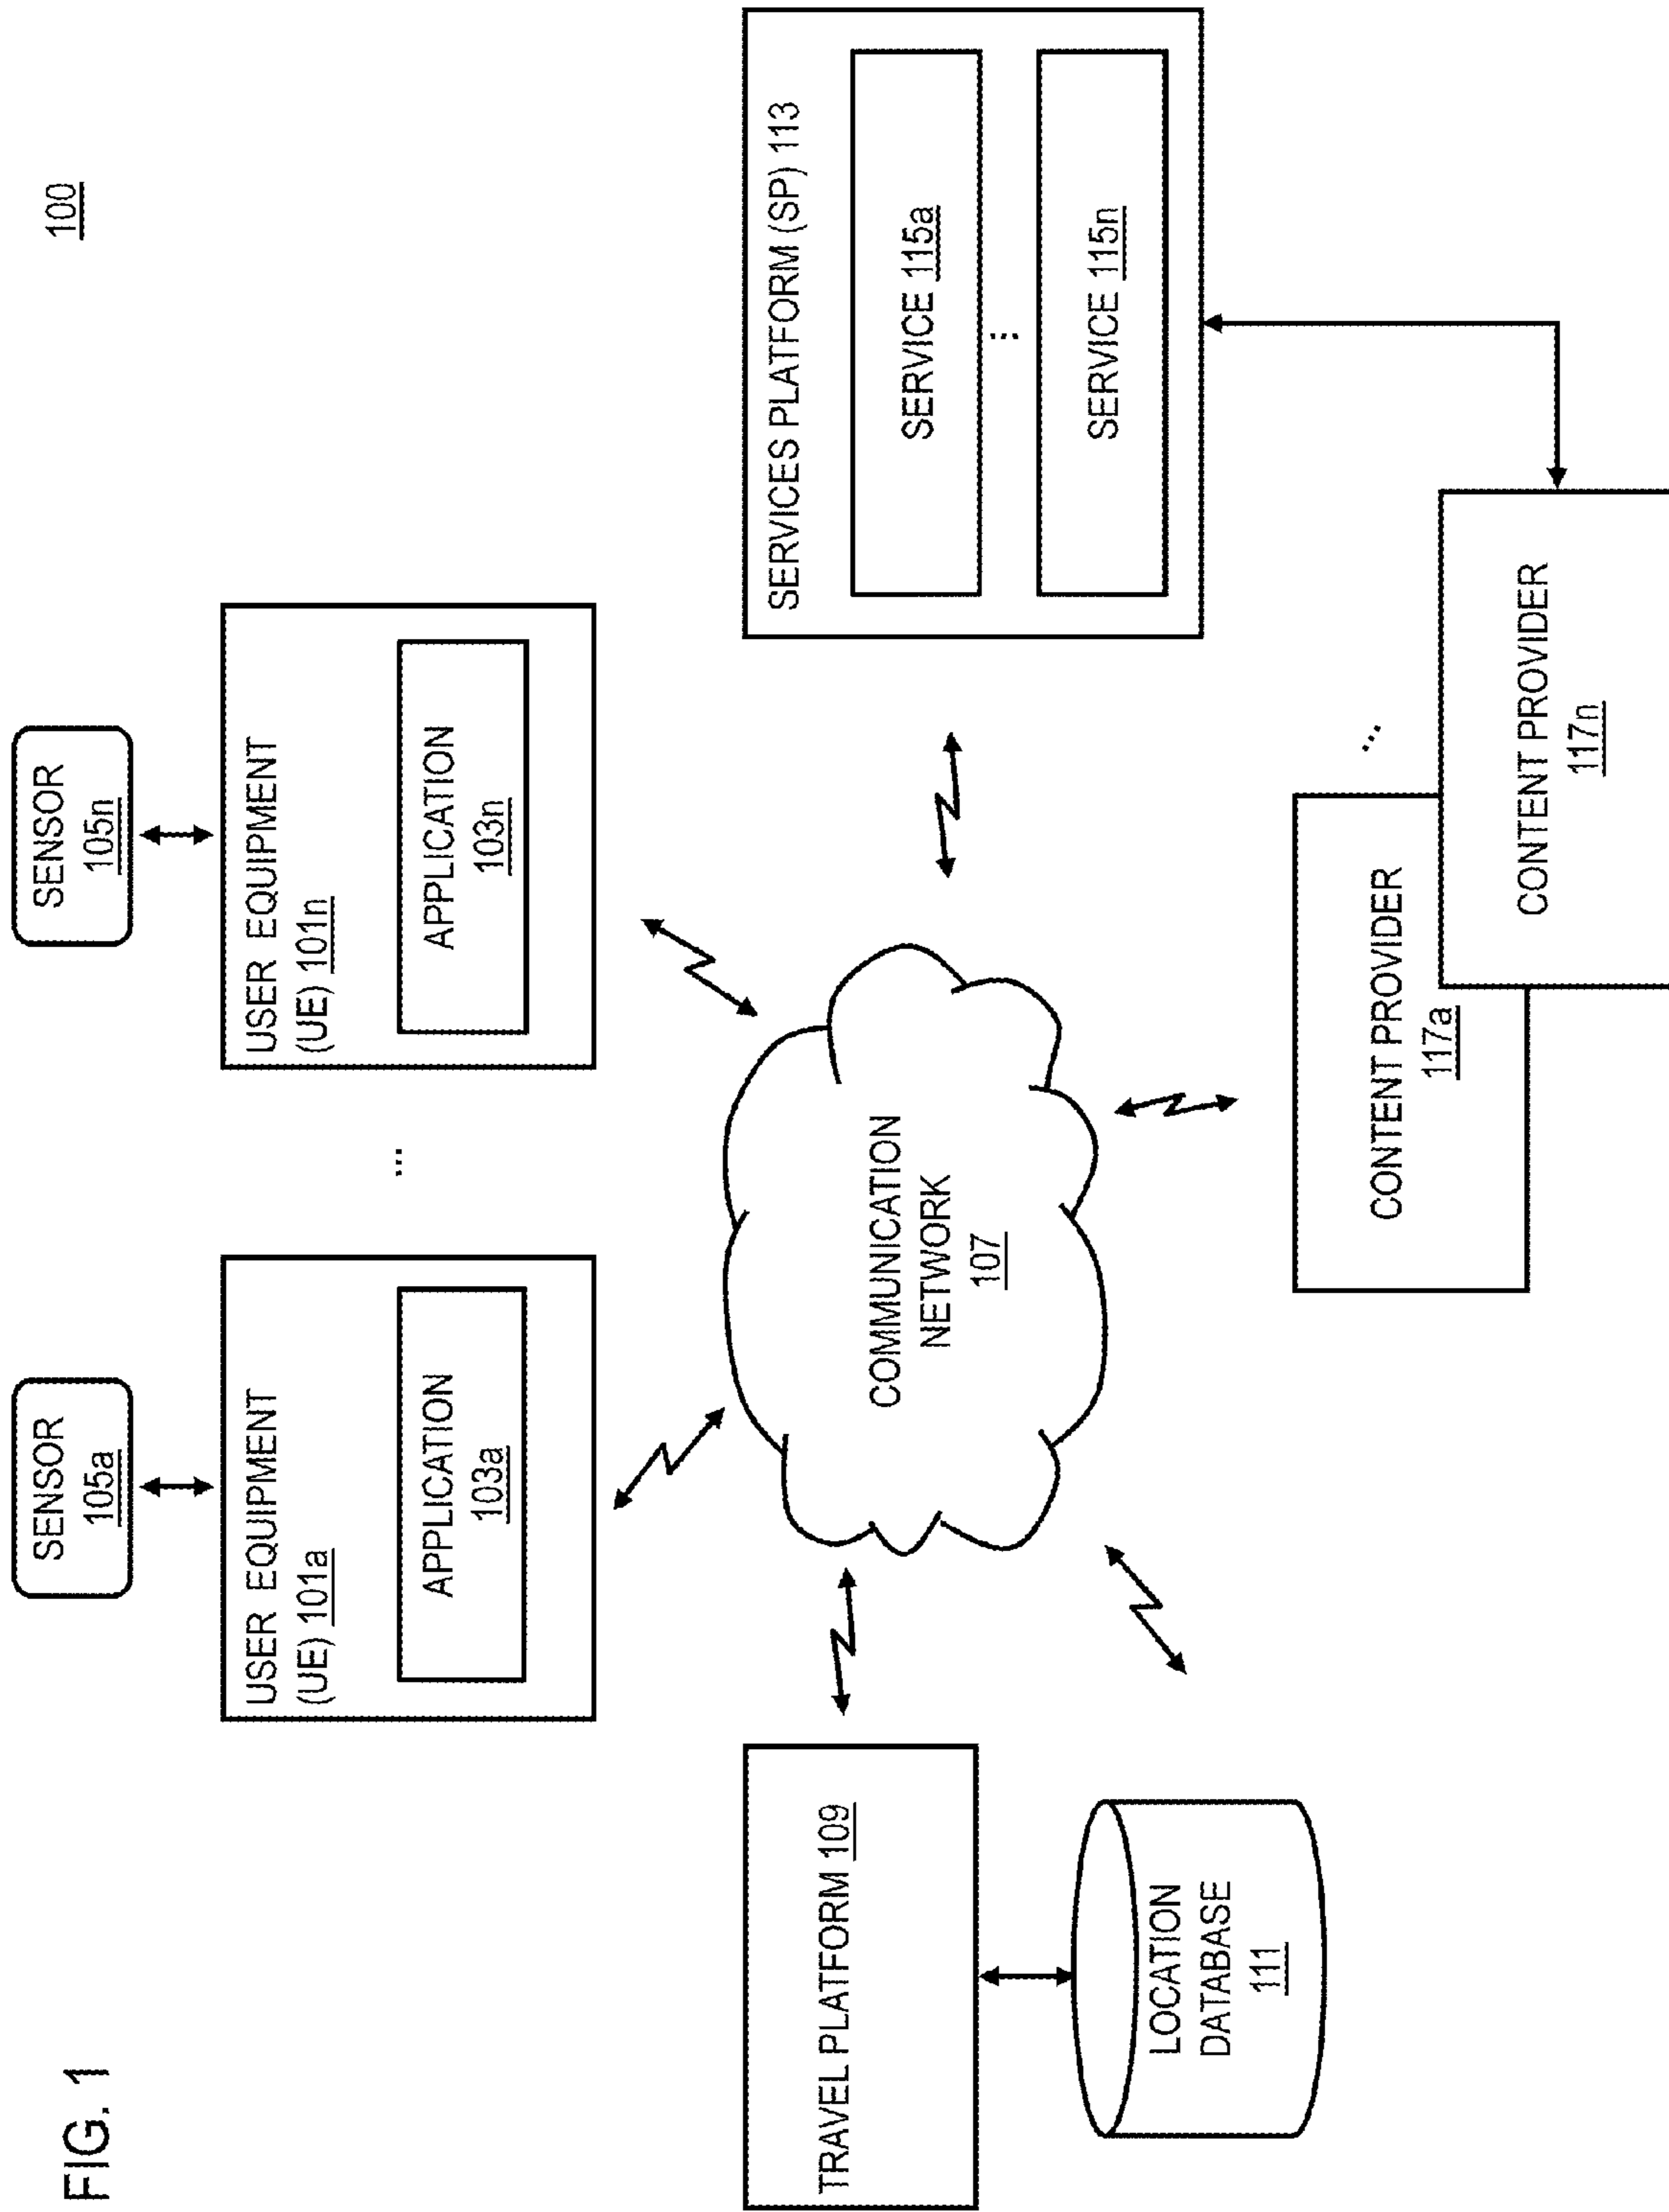 FIG. 1
100
SENSOR
105a
SENSOR
105n
USER EQUIPMENT
(UE) 101a
APPLICATION
103a
...
USER EQUIPMENT
(UE) 101n
APPLICATION
103n
TRAVEL PLATFORM 109
LOCATION
DATABASE
111
COMMUNICATION
NETWORK
107
SERVICES PLATFORM (SP) 113
SERVICE 115a
...
SERVICE 115n
CONTENT PROVIDER
117a
...
CONTENT PROVIDER
117n